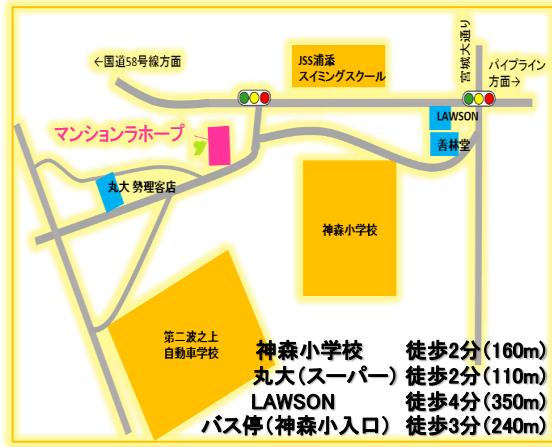 ←国道58号線方面
JSS浦添
スイミングスクール
宮城大通り
パイプライン
方面→
LAWSON
善林堂
マンションラホープ
丸大 勢理客店
神森小学校
第二波之上
自動車学校
神森小学校 徒歩2分(160m)
丸大(スーパー) 徒歩2分(110m)
LAWSON 徒歩4分(350m)
バス停(神森小入口) 徒歩3分(240m)